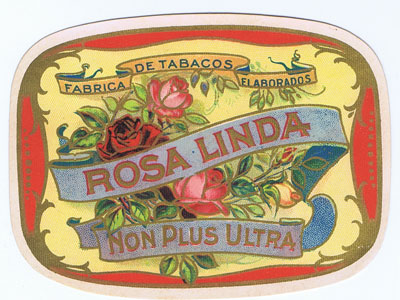 FABRICA DE TABACOS ELABORADOS
ROSA LINDA
NON PLUS ULTRA